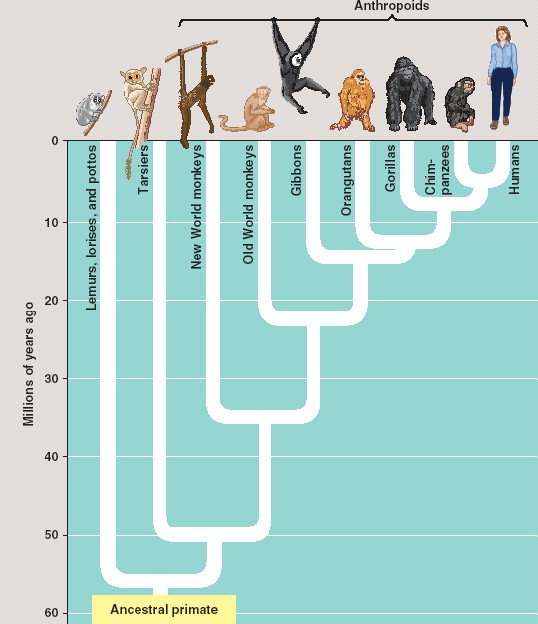 Anthropoids
0
10
20
30
40
50
60
Millions of years ago
Lemurs, lorises, and pottos
Tarsiers
New World monkeys
Old World monkeys
Gibbons
Orangutans
Gorillas
Chim-
panzees
Humans
Ancestral primate